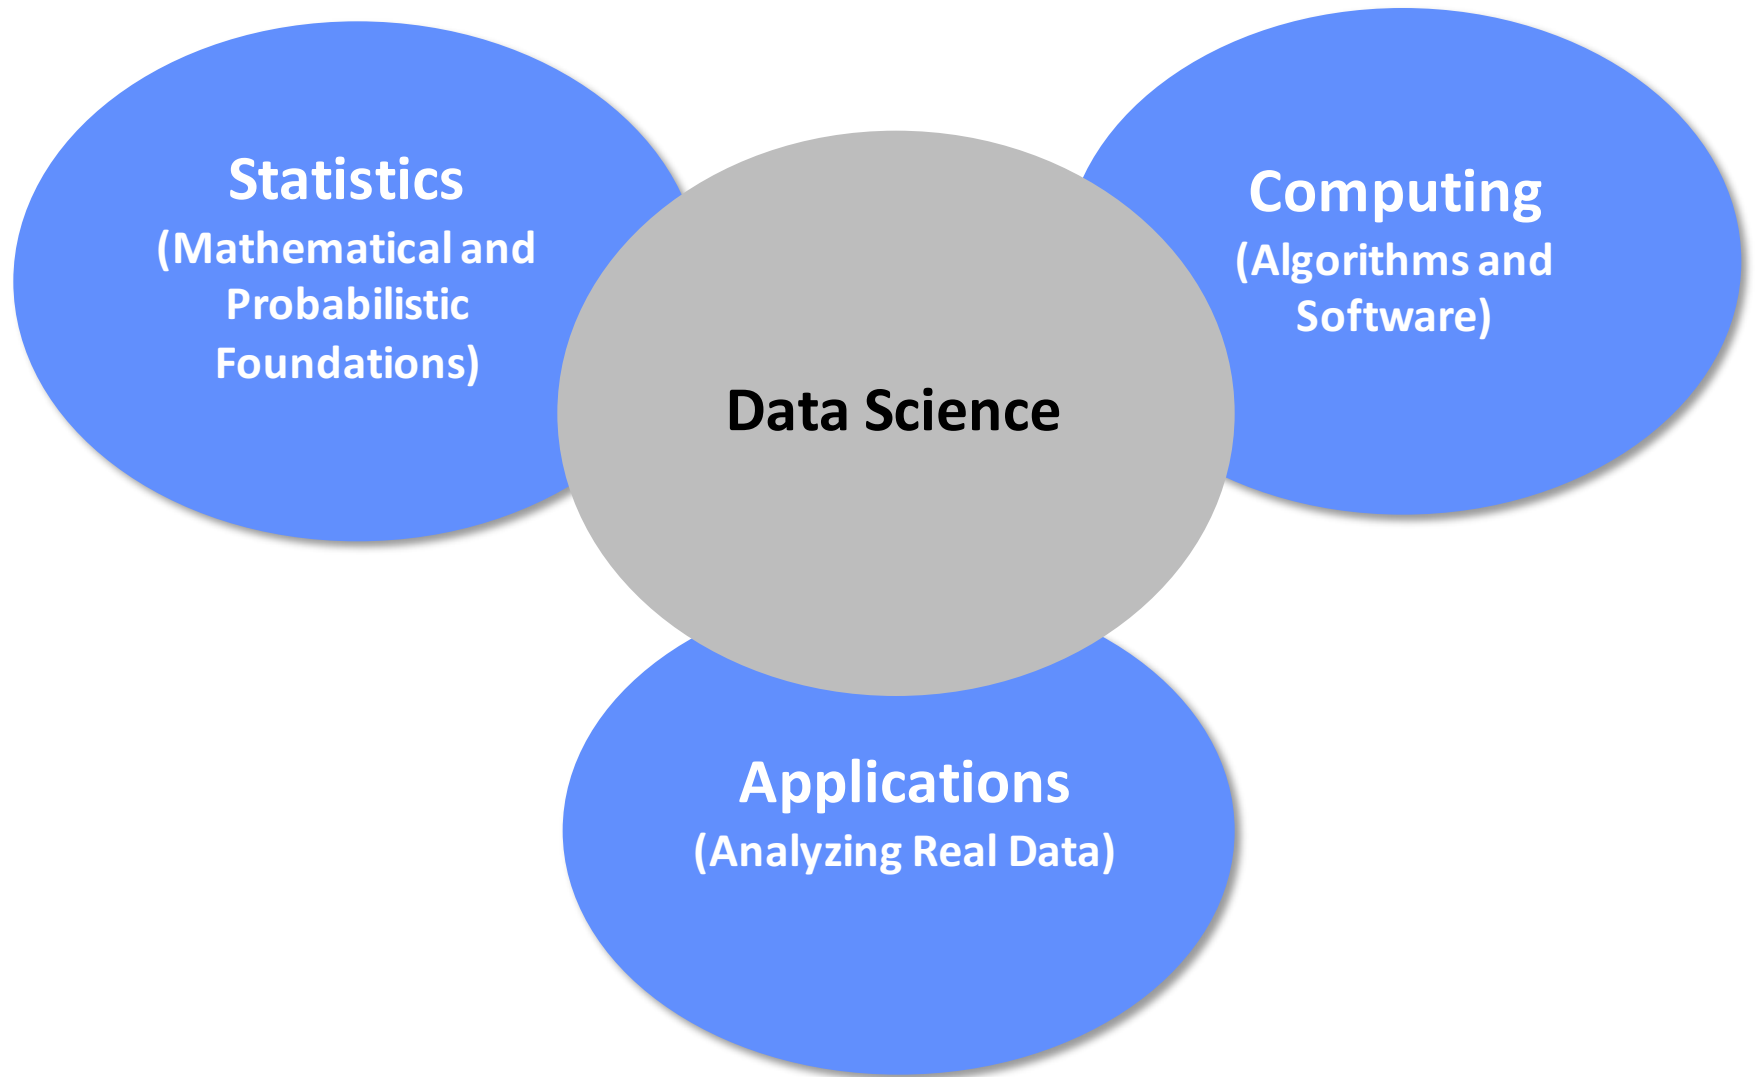 Statistics
(Mathematical and
Probabilistic
Foundations)
Computing
(Algorithms and
Software)
Data Science
Applications
(Analyzing Real Data)